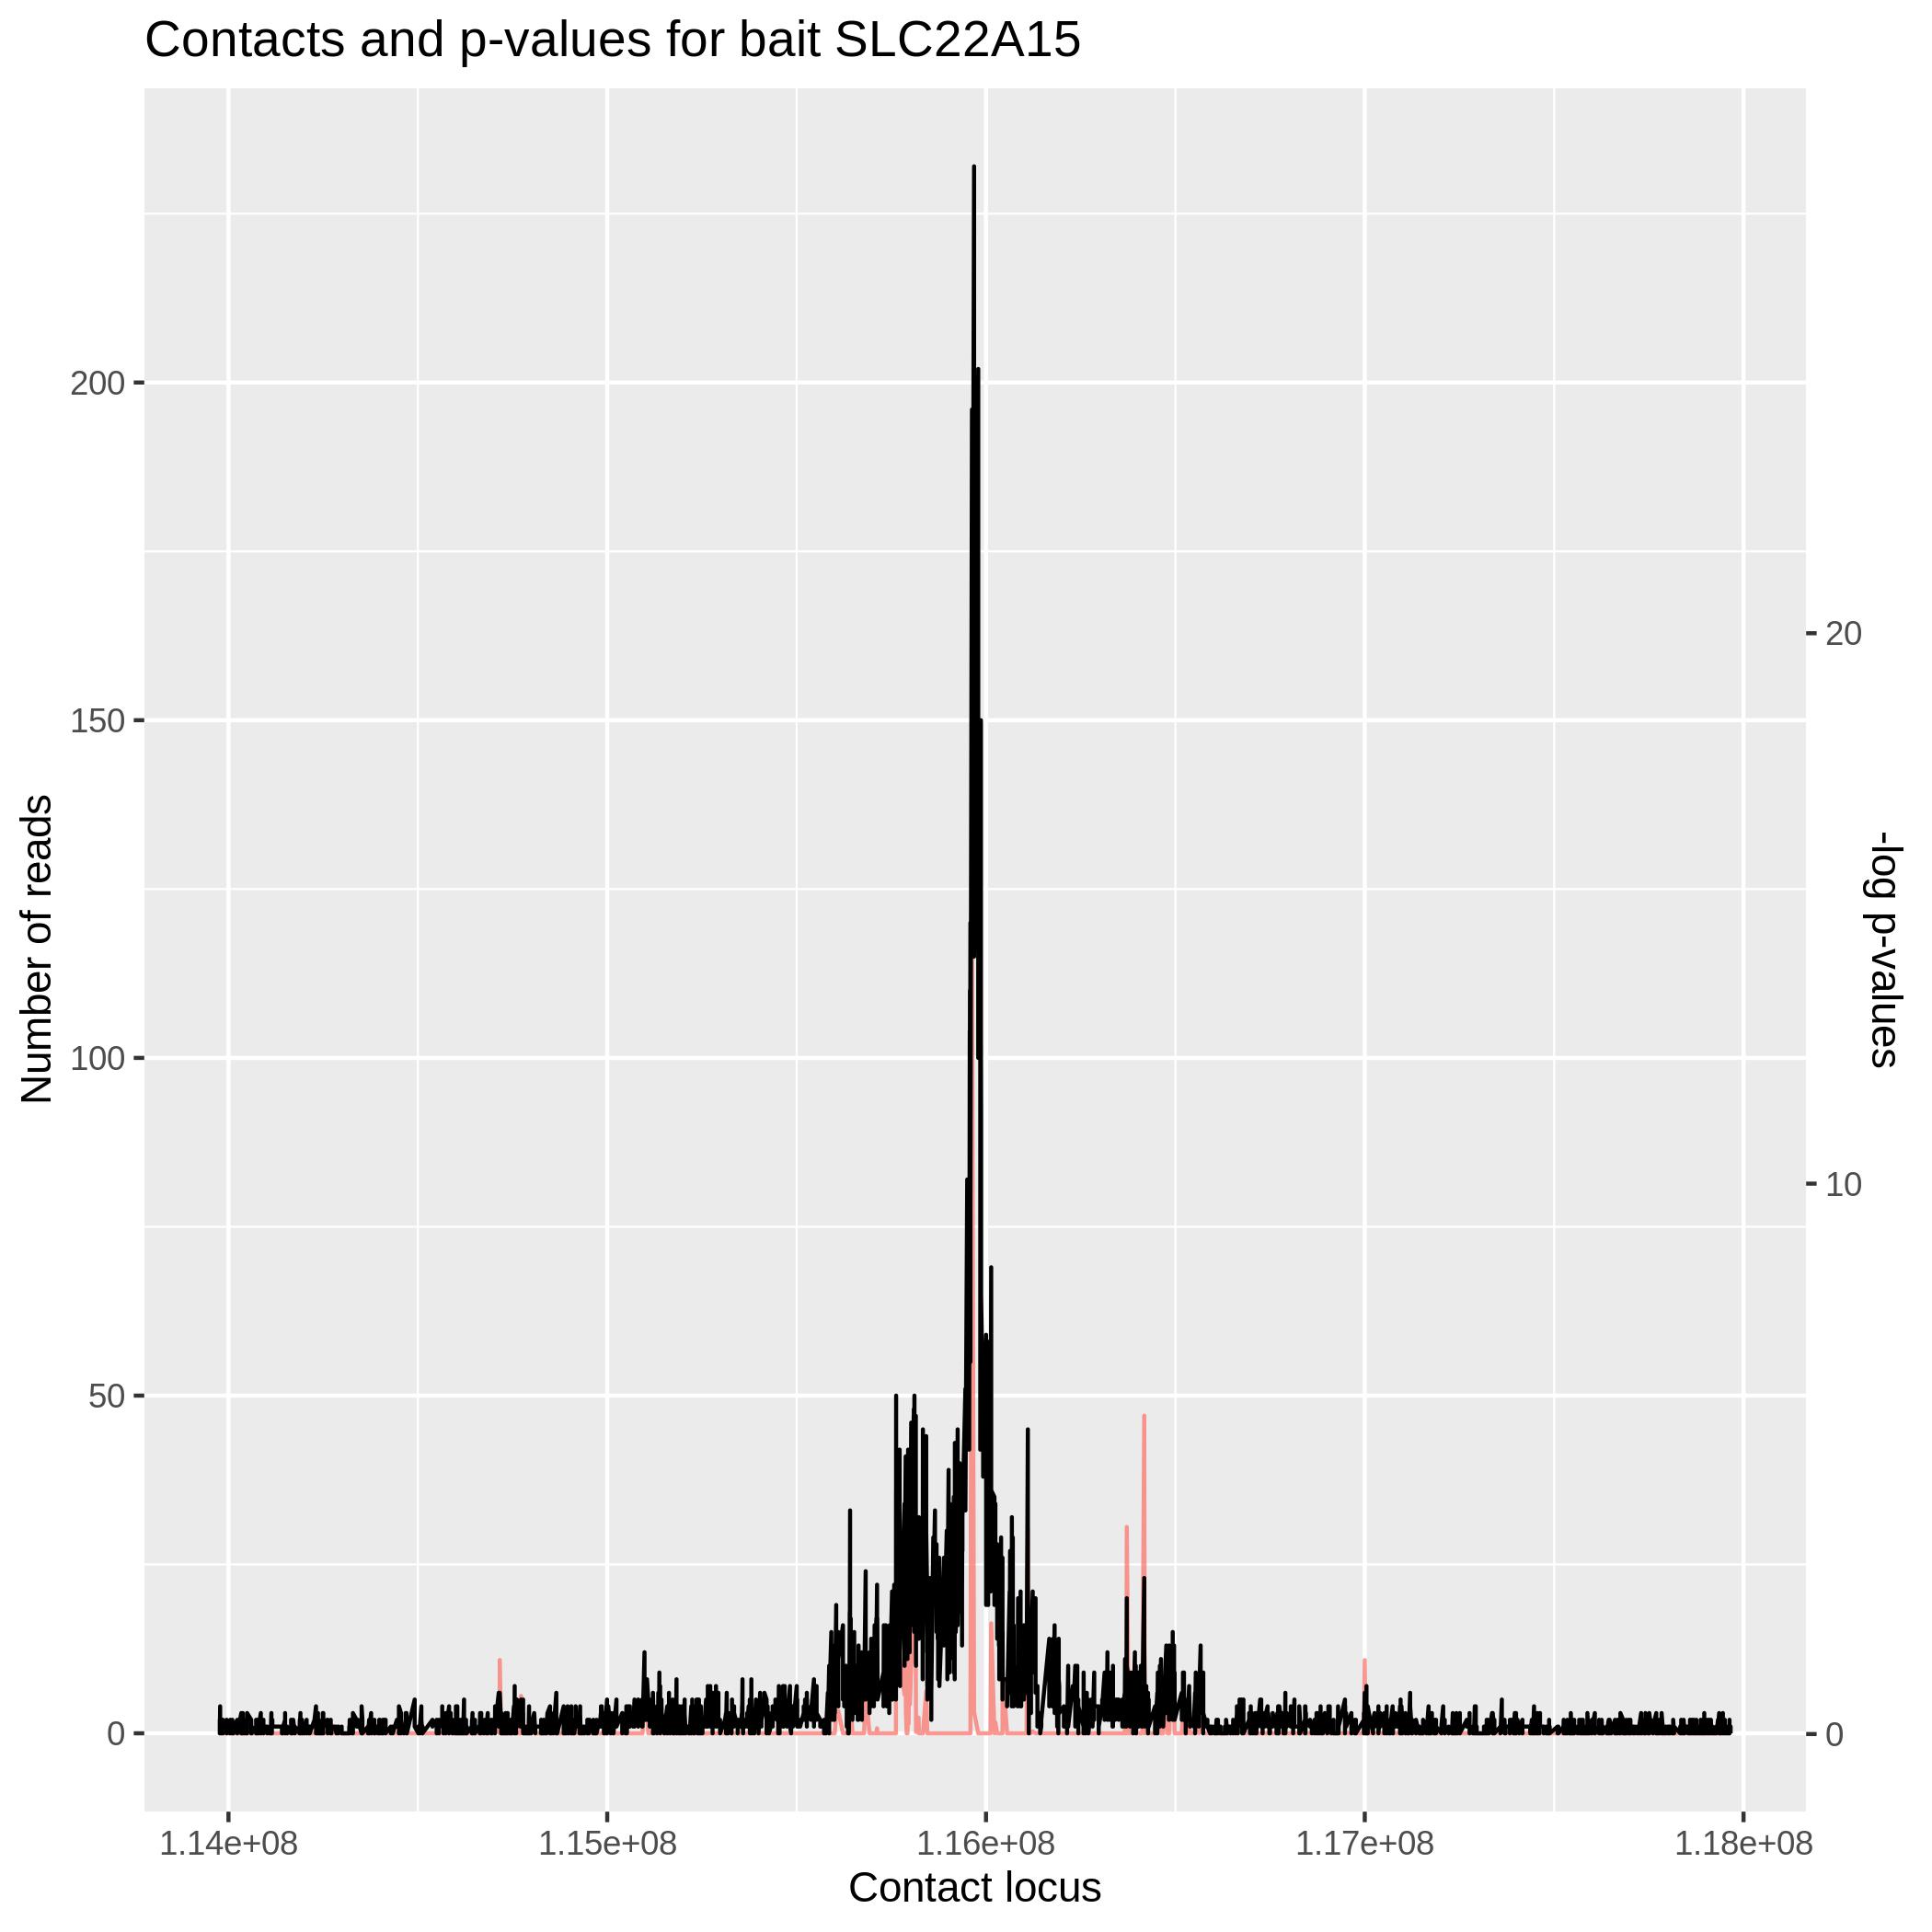 Contacts and p-values for bait SLC22A15
200
150
100
50
0
Number of reads
20
10
0
-log p-values
1.14e+08 1.15e+08 1.16e+08 1.17e+08 1.18e+08
Contact locus